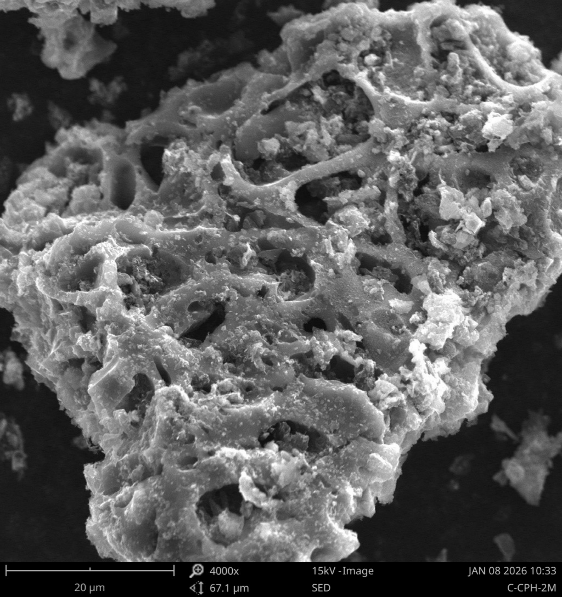 4000x 15kV -Image JAN 08 2026 10:33
20 µm 67.1 µm SED C-CPH-2M